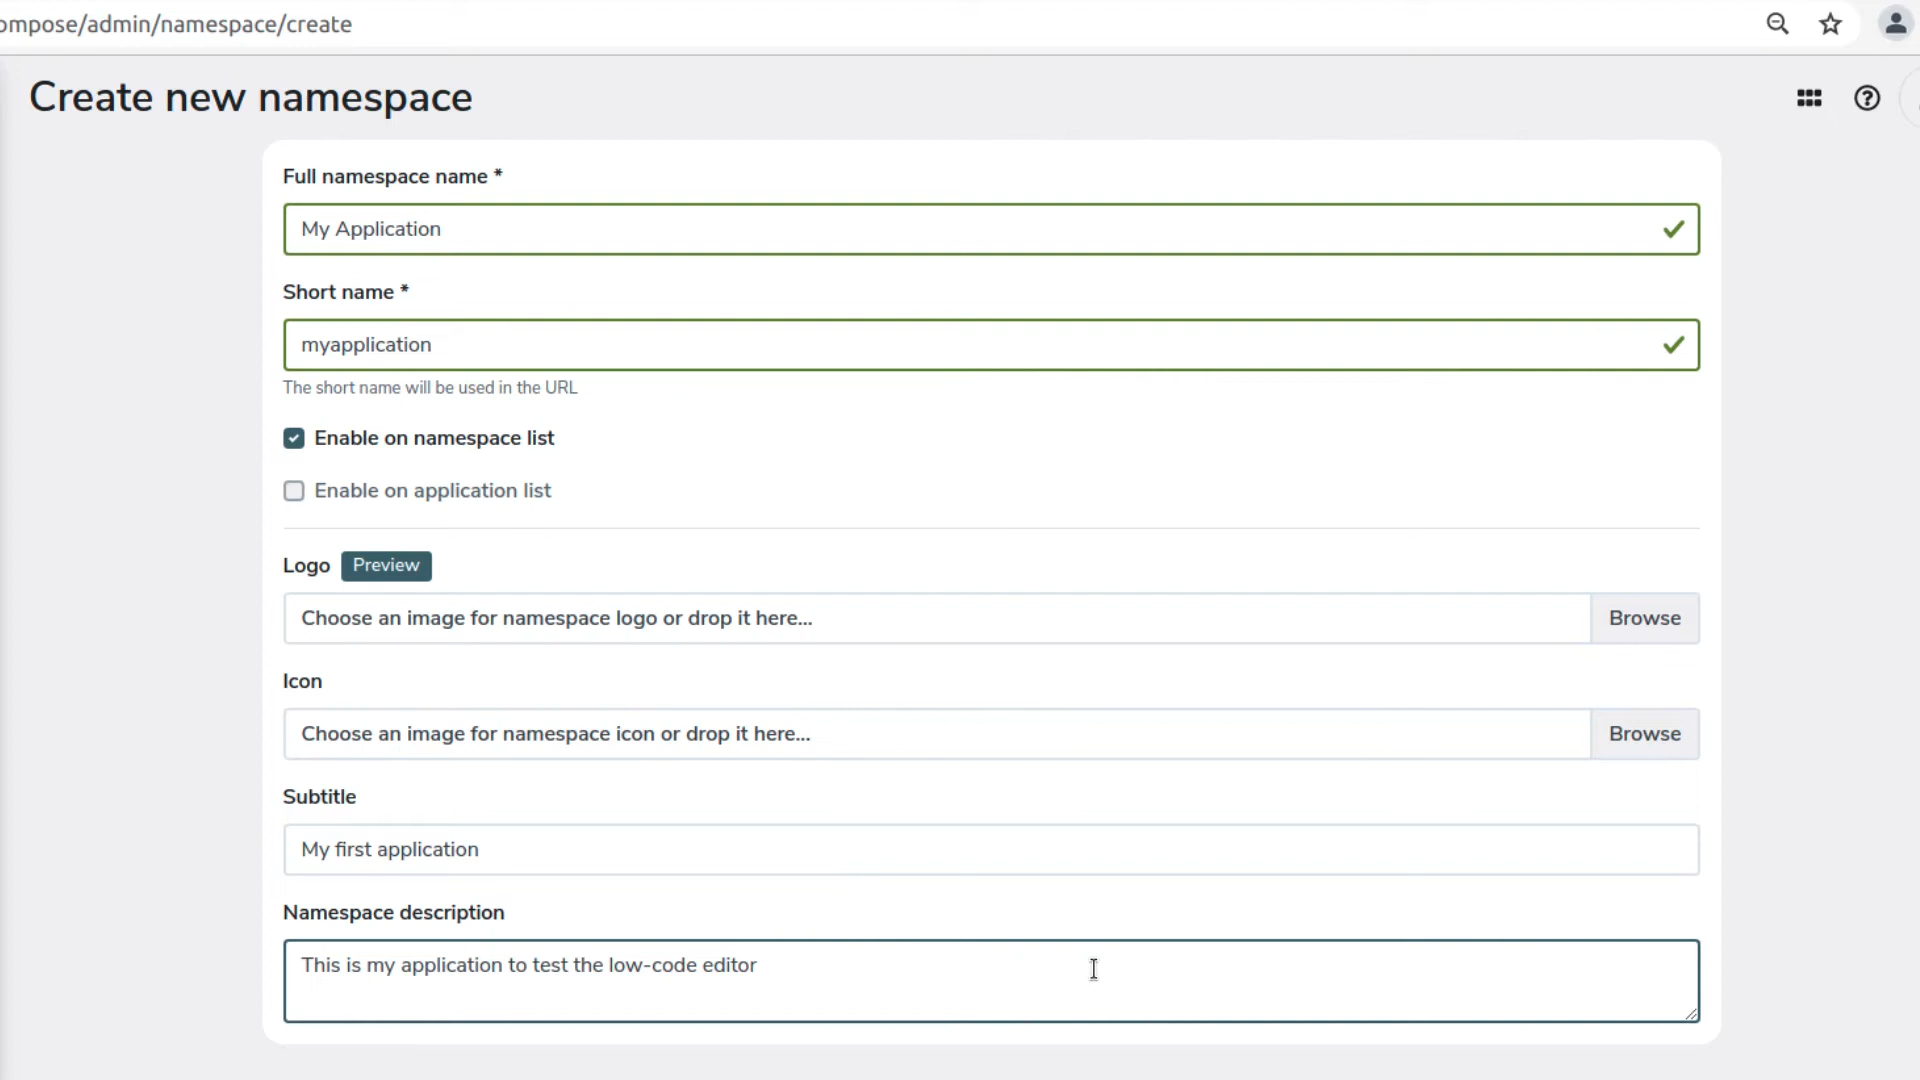 ompose/admin/namespace/create
Create new namespace
Full namespace name *
My Application
Short name *
myapplication
The short name will be used in the URL
Enable on namespace list
Enable on application list
Logo Preview
Choose an image for namespace logo or drop it here... Browse
Icon
Choose an image for namespace icon or drop it here... Browse
Subtitle
My first application
Namespace description
This is my application to test the low-code editor